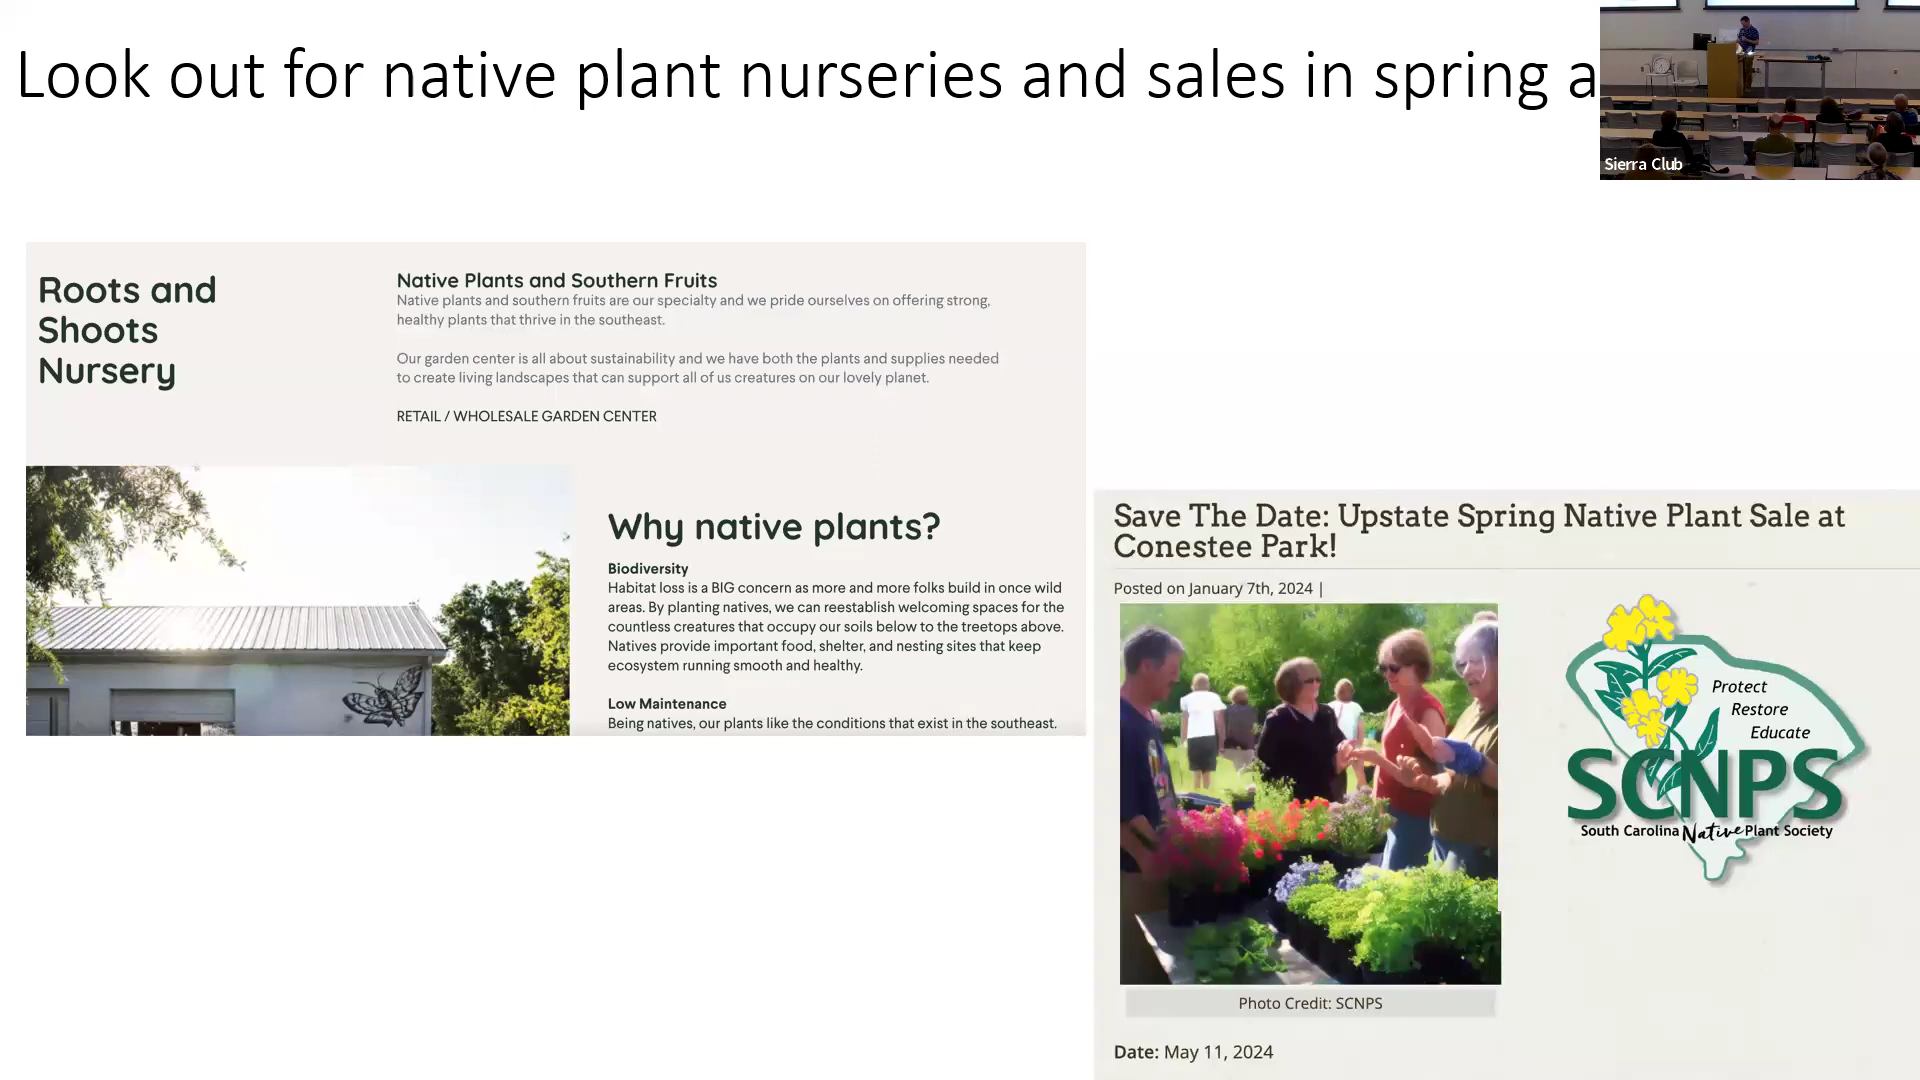 Look out for native plant nurseries and sales in spring a
Sierra Club
Roots and
Shoots
Nursery
Native Plants and Southern Fruits
Native plants and southern fruits are our specialty and we pride ourselves on offering strong,
healthy plants that thrive in the southeast.
Our garden center is all about sustainability and we have both the plants and supplies needed
to create living landscapes that can support all of us creatures on our lovely planet.
RETAIL / WHOLESALE GARDEN CENTER
Why native plants?
Biodiversity
Habitat loss is a BIG concern as more and more folks build in once wild
areas. By planting natives, we can reestablish welcoming spaces for the
countless creatures that occupy our soils below to the treetops above.
Natives provide important food, shelter, and nesting sites that keep
ecosystem running smooth and healthy.
Low Maintenance
Being natives, our plants like the conditions that exist in the southeast.
Save The Date: Upstate Spring Native Plant Sale at
Conestee Park!
Posted on January 7th, 2024 |
Protect
Restore
Educate
SCNPS
South Carolina Native Plant Society
Photo Credit: SCNPS
Date: May 11, 2024